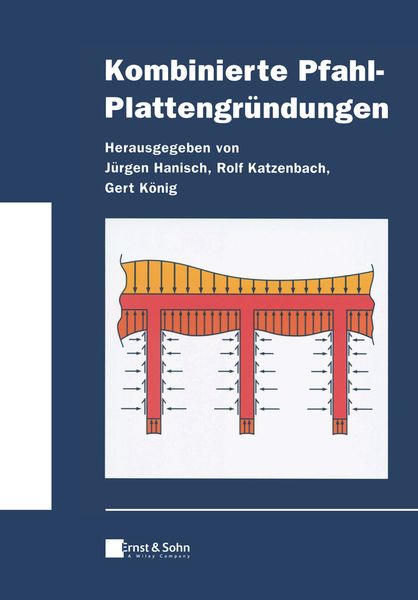 Kombinierte Pfahl-
Plattengründungen
Herausgegeben von
Jürgen Hanisch, Rolf Katzenbach,
Gert König
Ernst & Sohn
A Wiley Company